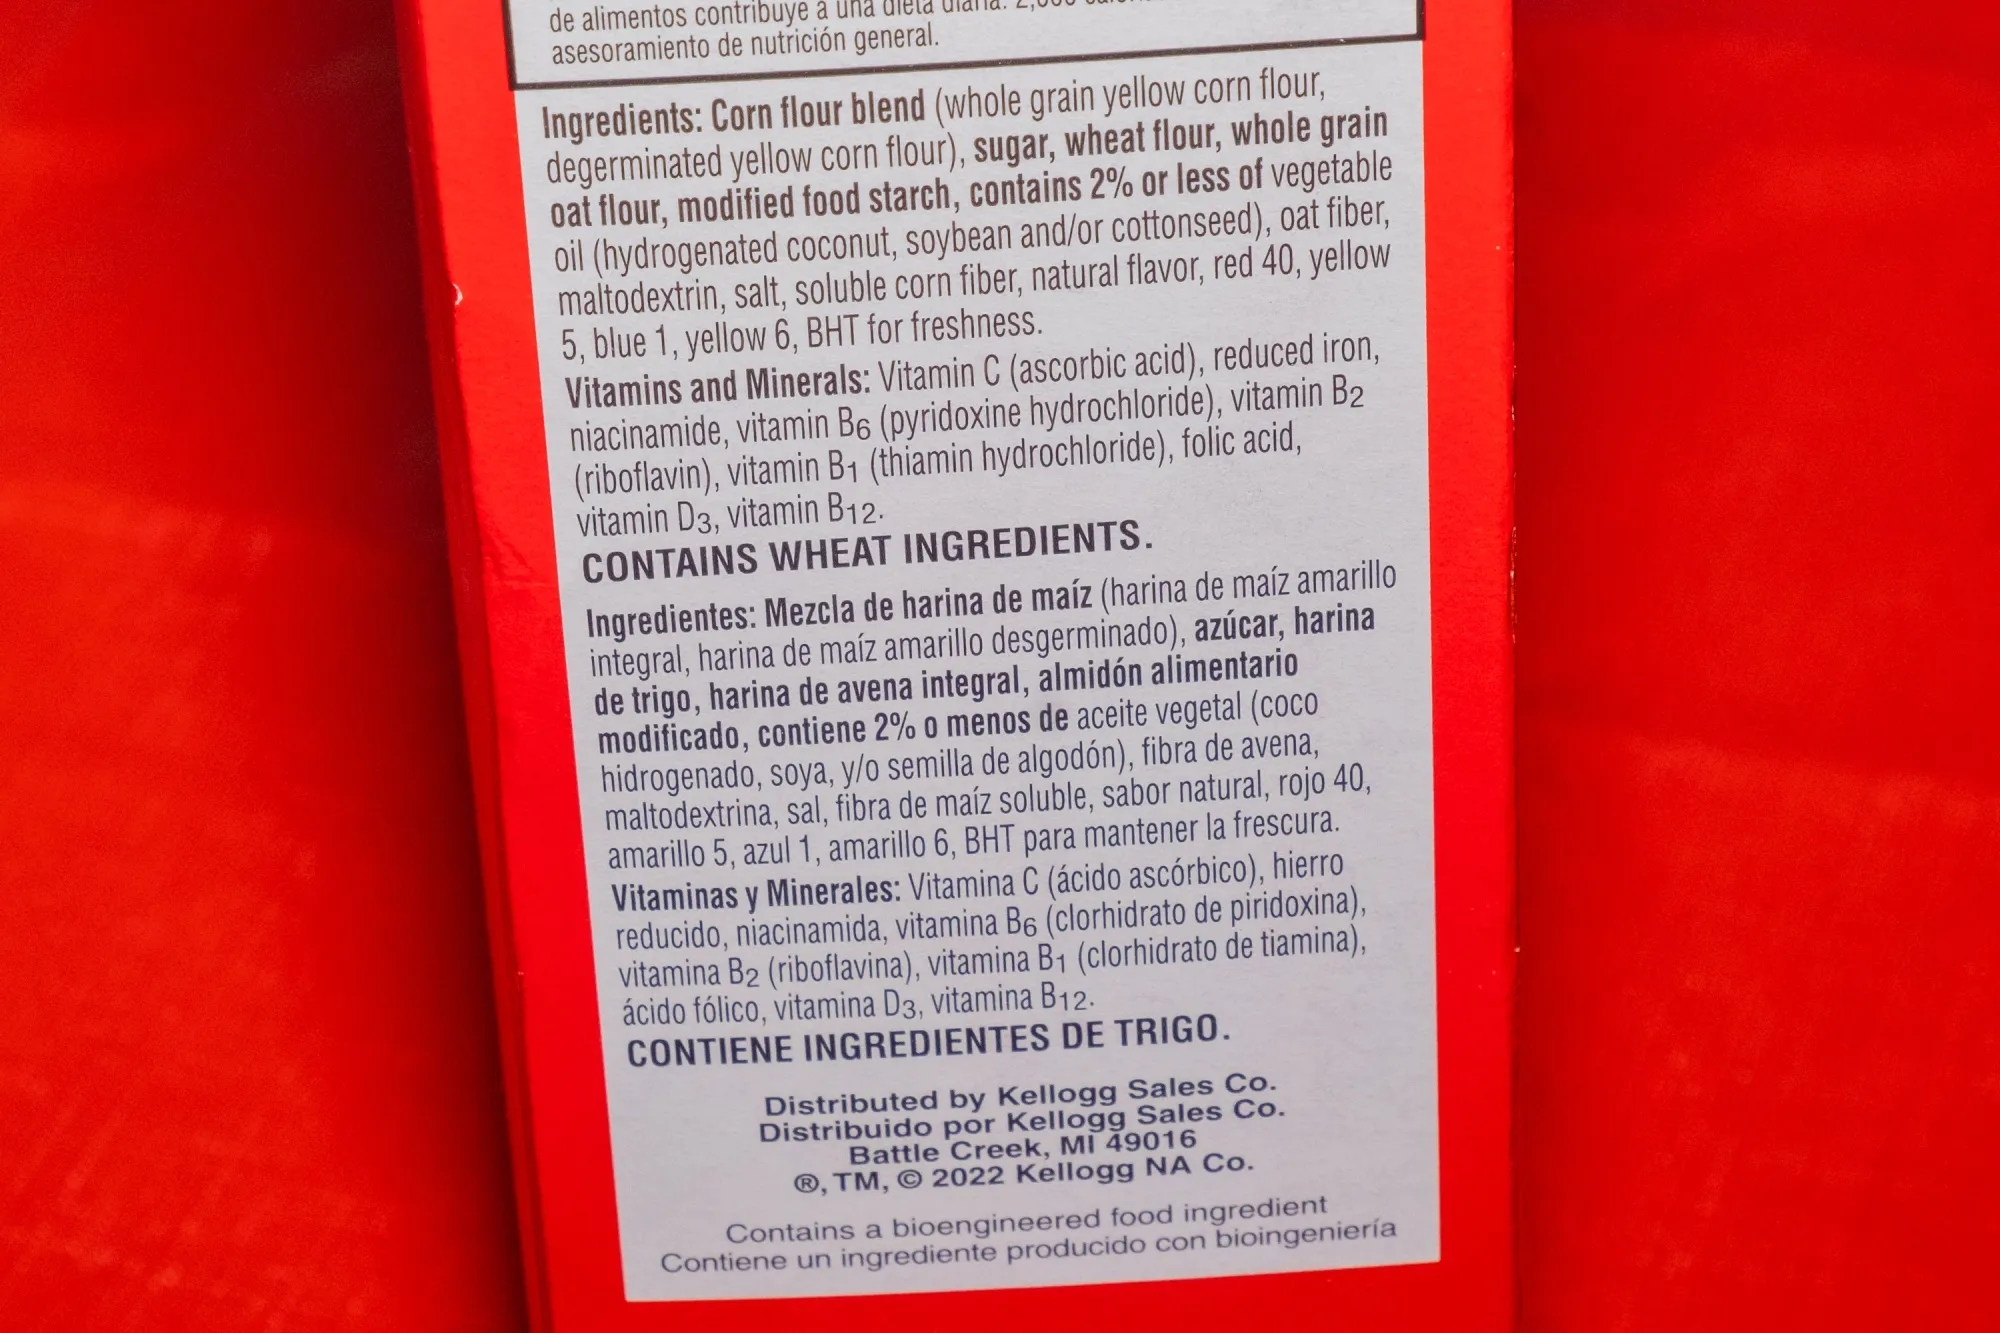 de alimentos contribuye a una dieta diaria. 2,000
asesoramiento de nutrición general.
Ingredients: Corn flour blend (whole grain yellow corn flour,
degerminated yellow corn flour), sugar, wheat flour, whole grain
oat flour, modified food starch, contains 2% or less of vegetable
oil (hydrogenated coconut, soybean and/or cottonseed), oat fiber,
maltodextrin, salt, soluble corn fiber, natural flavor, red 40, yellow
5, blue 1, yellow 6, BHT for freshness.
Vitamins and Minerals: Vitamin C (ascorbic acid), reduced iron,
niacinamide, vitamin B6 (pyridoxine hydrochloride), vitamin B2
(riboflavin), vitamin B1 (thiamin hydrochloride), folic acid,
vitamin D3, vitamin B12.
CONTAINS WHEAT INGREDIENTS.
Ingredientes: Mezcla de harina de maíz (harina de maíz amarillo
integral, harina de maíz amarillo desgerminado), azúcar, harina
de trigo, harina de avena integral, almidón alimentario
modificado, contiene 2% o menos de aceite vegetal (coco
hidrogenado, soya, y/o semilla de algodón), fibra de avena,
maltodextrina, sal, fibra de maíz soluble, sabor natural, rojo 40,
amarillo 5, azul 1, amarillo 6, BHT para mantener la frescura.
Vitaminas y Minerales: Vitamina C (ácido ascórbico), hierro
reducido, niacinamida, vitamina B6 (clorhidrato de piridoxina),
vitamina B2 (riboflavina), vitamina B1 (clorhidrato de tiamina),
ácido fólico, vitamina D3, vitamina B12.
CONTIENE INGREDIENTES DE TRIGO.
Distributed by Kellogg Sales Co.
Distribuido por Kellogg Sales Co.
Battle Creek, MI 49016
®, TM, © 2022 Kellogg NA Co.
Contains a bioengineered food ingredient
Contiene un ingrediente producido con bioingeniería